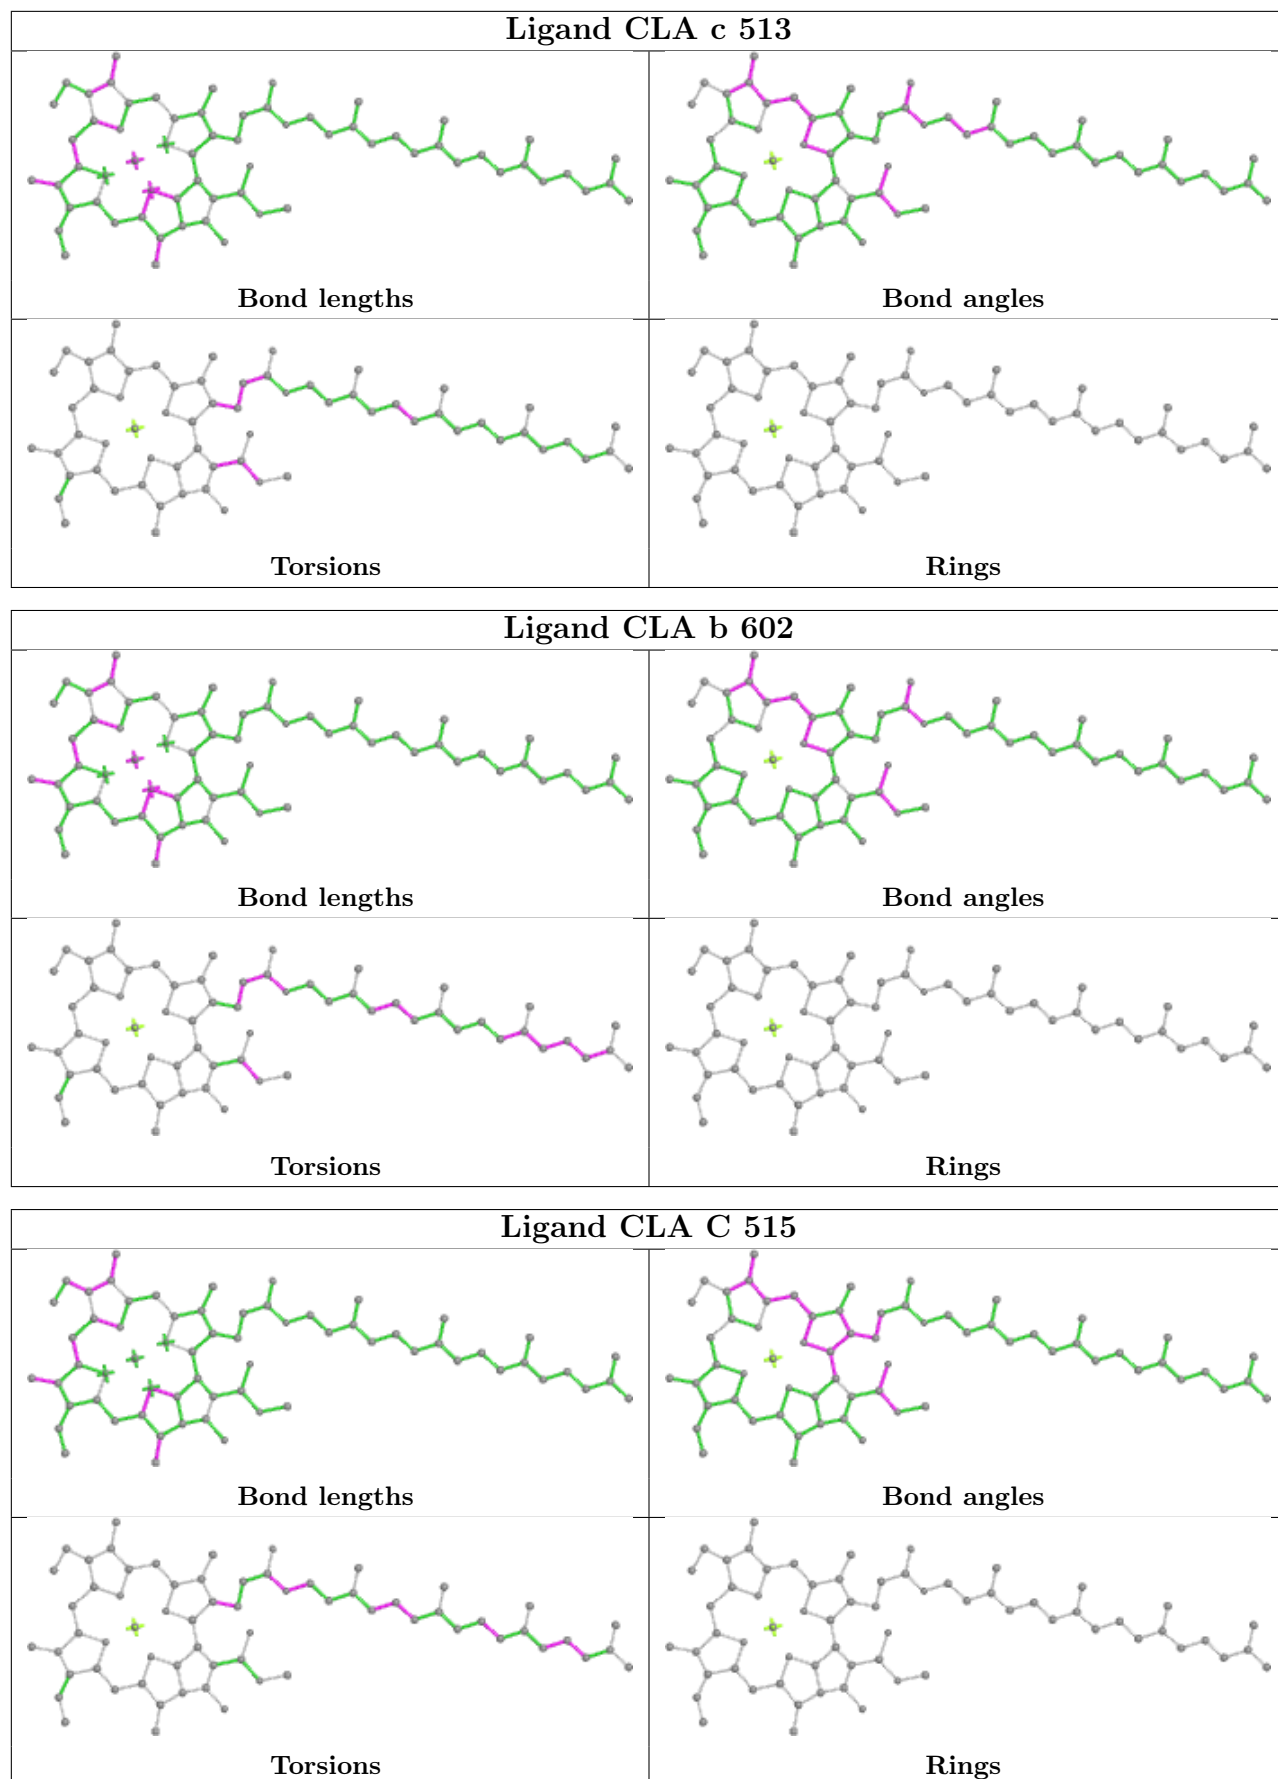 Ligand CLA c 513
Bond lengths
Bond angles
Torsions
Rings
Ligand CLA b 602
Bond lengths
Bond angles
Torsions
Rings
Ligand CLA C 515
Bond lengths
Bond angles
Torsions
Rings